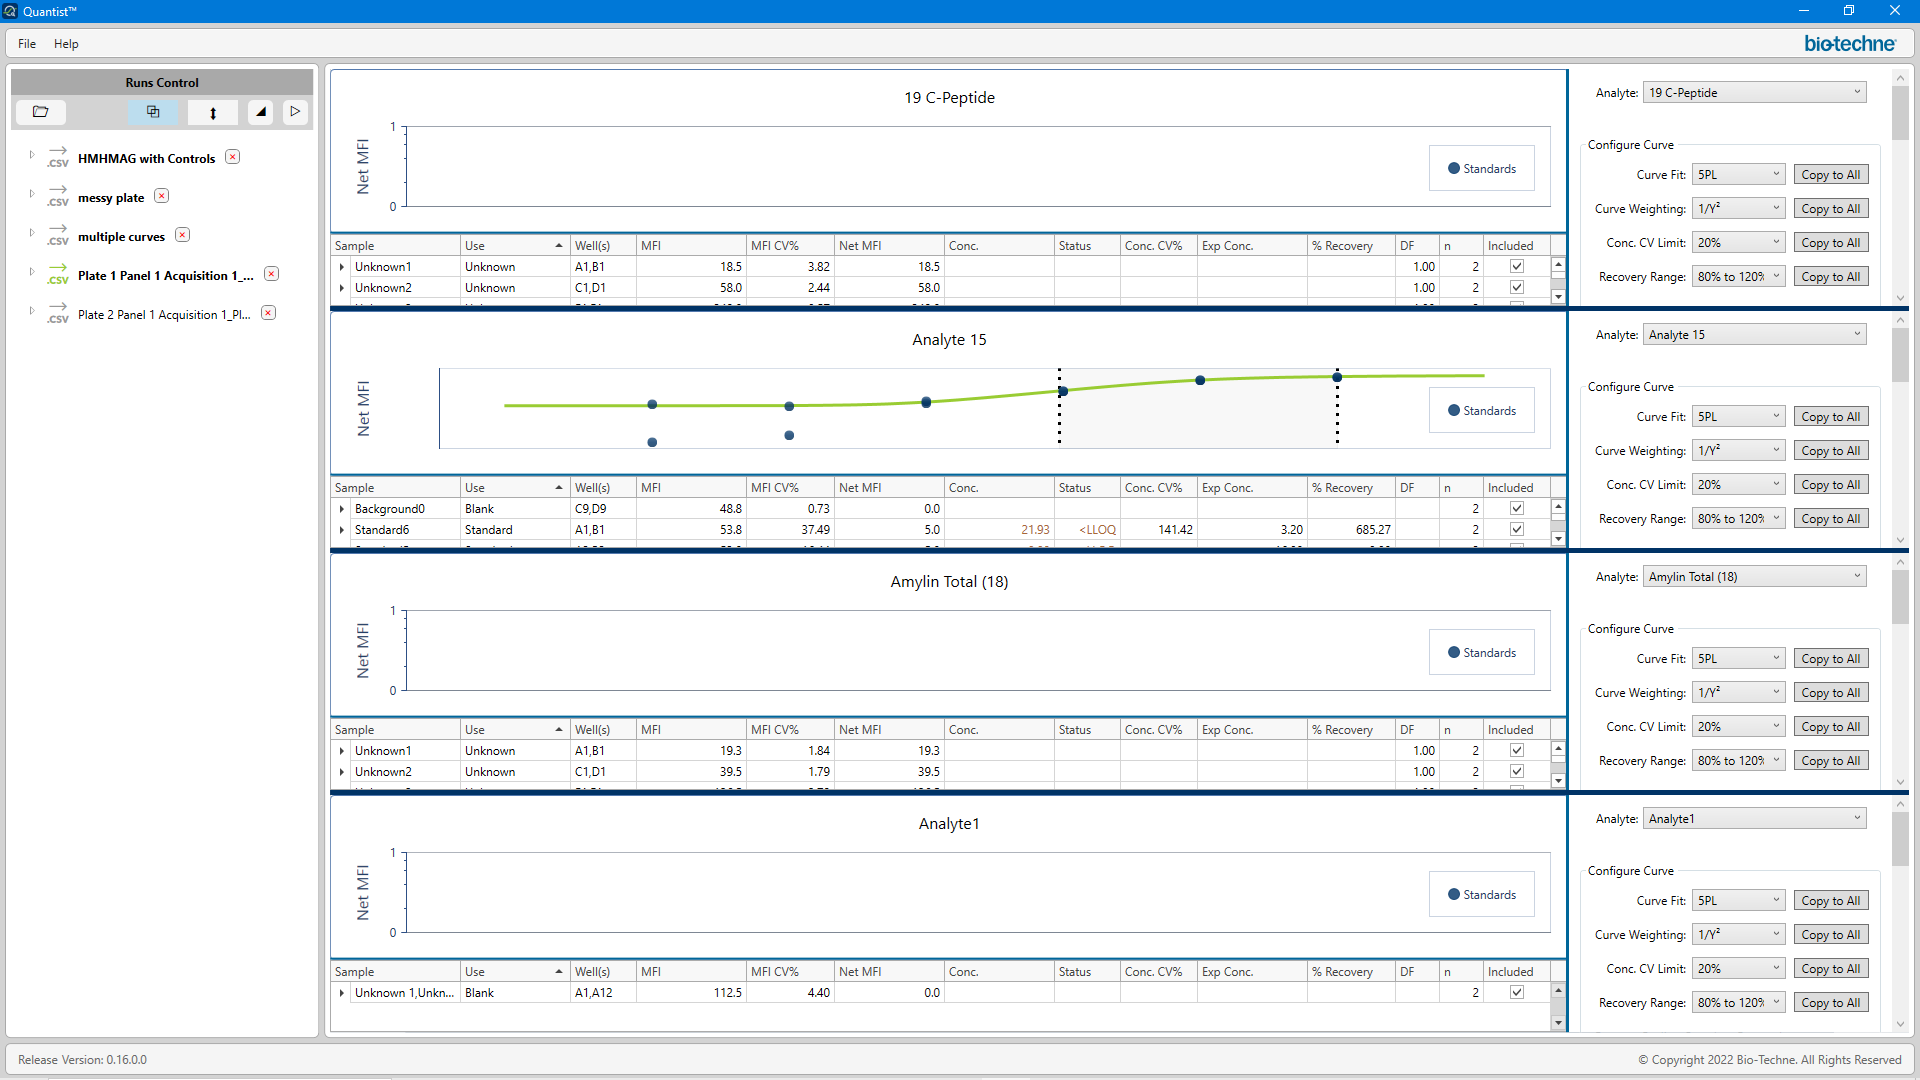 Quantist™
File Help
bio-techne
Runs Control
.CSV HMHMAG with Controls
.CSV messy plate
.CSV multiple curves
.CSV Plate 1 Panel 1 Acquisition 1_...
.CSV Plate 2 Panel 1 Acquisition 1_Pl...
19 C-Peptide
Net MFI
1
0
Standards
Sample Use Well(s) MFI MFI CV% Net MFI Conc. Status Conc. CV% Exp Conc. % Recovery DF n Included
Unknown1 Unknown A1,B1 18.5 3.82 18.5 1.00 2
Unknown2 Unknown C1,D1 58.0 2.44 58.0 1.00 2
Analyte: 19 C-Peptide
Configure Curve
Curve Fit: 5PL Copy to All
Curve Weighting: 1/Y² Copy to All
Conc. CV Limit: 20% Copy to All
Recovery Range: 80% to 120% Copy to All
Analyte 15
Net MFI
Standards
Sample Use Well(s) MFI MFI CV% Net MFI Conc. Status Conc. CV% Exp Conc. % Recovery DF n Included
Background0 Blank C9,D9 48.8 0.73 0.0 2
Standard6 Standard A1,B1 53.8 37.49 5.0 21.93 <LLOQ 141.42 3.20 685.27 2
Analyte: Analyte 15
Configure Curve
Curve Fit: 5PL Copy to All
Curve Weighting: 1/Y² Copy to All
Conc. CV Limit: 20% Copy to All
Recovery Range: 80% to 120% Copy to All
Amylin Total (18)
Net MFI
1
0
Standards
Sample Use Well(s) MFI MFI CV% Net MFI Conc. Status Conc. CV% Exp Conc. % Recovery DF n Included
Unknown1 Unknown A1,B1 19.3 1.84 19.3 1.00 2
Unknown2 Unknown C1,D1 39.5 1.79 39.5 1.00 2
Analyte: Amylin Total (18)
Configure Curve
Curve Fit: 5PL Copy to All
Curve Weighting: 1/Y² Copy to All
Conc. CV Limit: 20% Copy to All
Recovery Range: 80% to 120% Copy to All
Analyte1
Net MFI
1
0
Standards
Sample Use Well(s) MFI MFI CV% Net MFI Conc. Status Conc. CV% Exp Conc. % Recovery DF n Included
Unknown 1,Unkn... Blank A1,A12 112.5 4.40 0.0 2
Analyte: Analyte1
Configure Curve
Curve Fit: 5PL Copy to All
Curve Weighting: 1/Y² Copy to All
Conc. CV Limit: 20% Copy to All
Recovery Range: 80% to 120% Copy to All
Release Version: 0.16.0.0
© Copyright 2022 Bio-Techne. All Rights Reserved